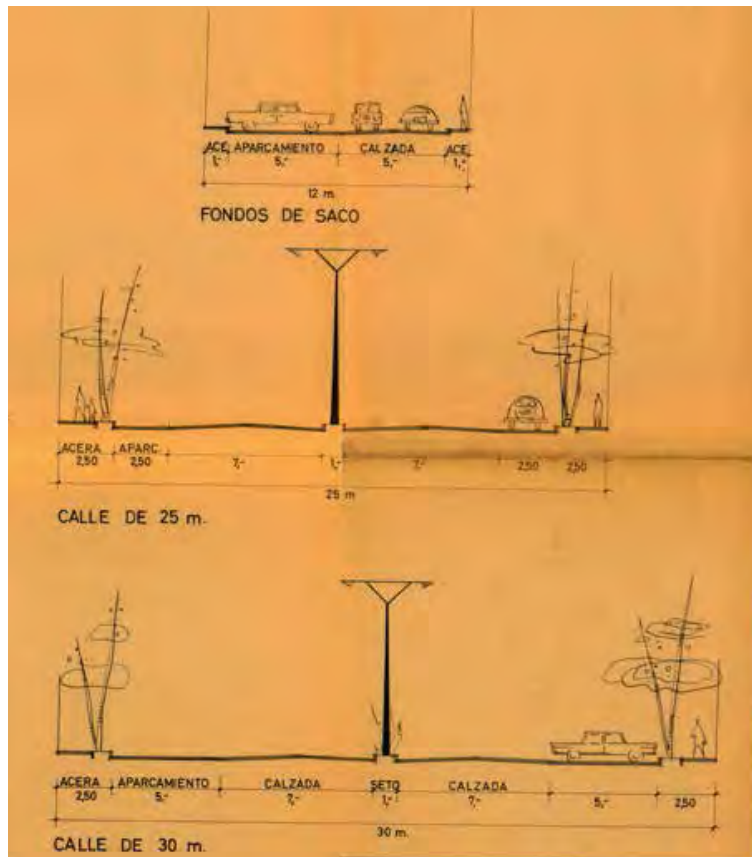 ACE. APARCAMIENTO CALZADA ACE.
1,- 5,- 5,- 1,-
12 m.
FONDOS DE SACO
ACERA APARC.
2,50 2,50 7,- 1,- 7,- 2,50 2,50
25 m
CALLE DE 25 m.
ACERA APARCAMIENTO CALZADA SETO CALZADA
2,50 5,- 7,- 1,- 7,- 5,- 2,50
30 m.
CALLE DE 30 m.